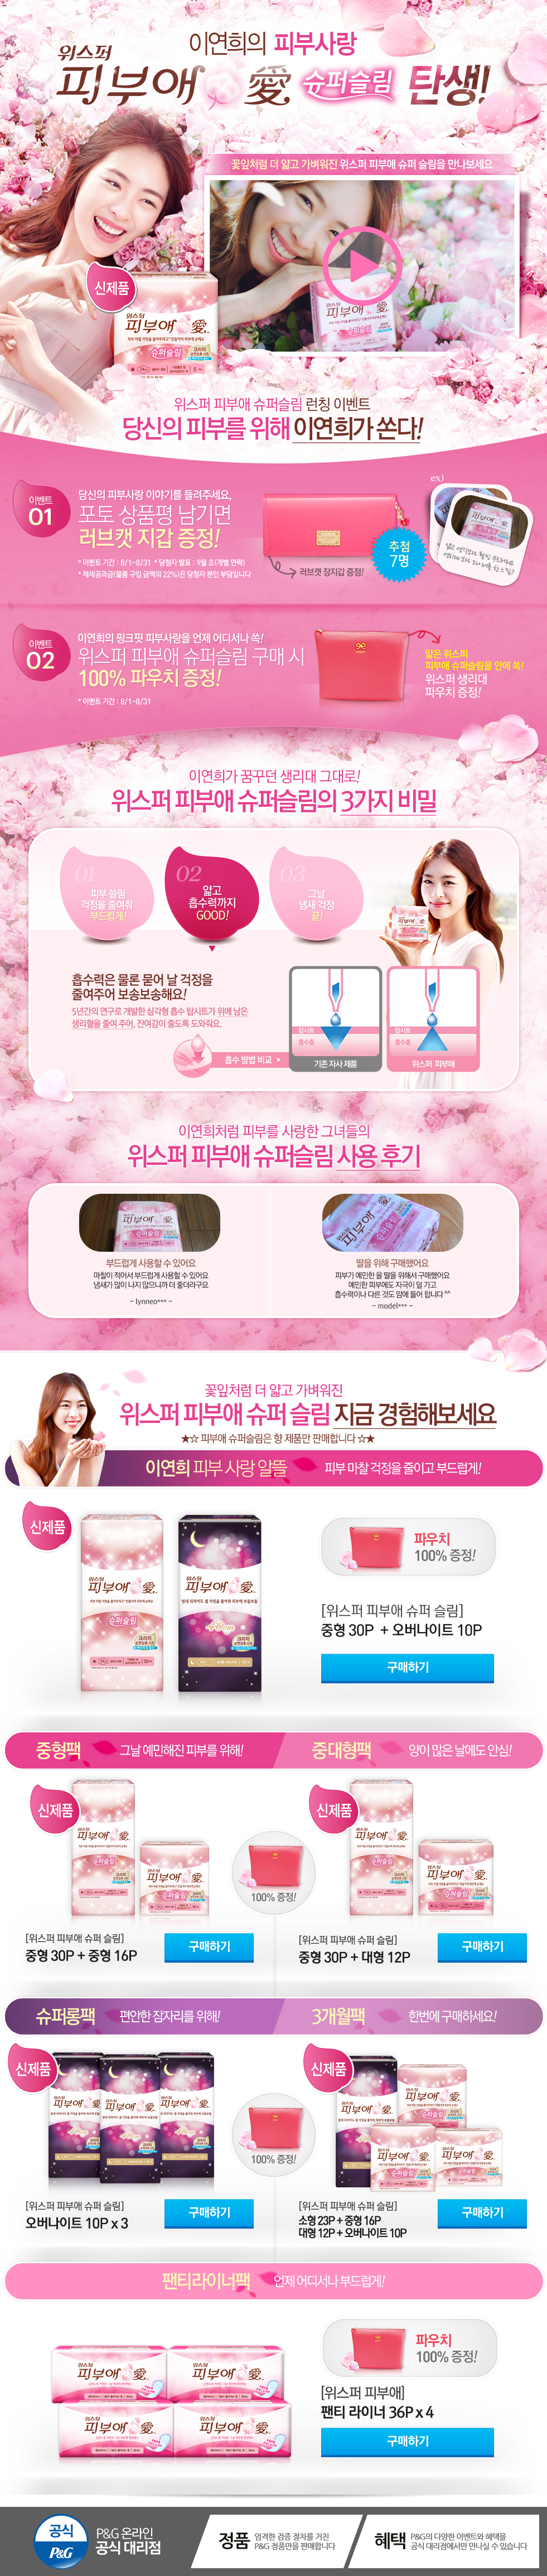 이연희의 피부사랑
위스퍼
피부애 愛 슈퍼슬림 탄생!
꽃잎처럼 더 얇고 가벼워진 위스퍼 피부애 슈퍼 슬림을 만나보세요
신제품
위스퍼
피부애 愛
슈퍼슬림
위스퍼 피부애 슈퍼슬림 런칭 이벤트
당신의 피부를 위해 이연희가 쏜다!
이벤트
01
당신의 피부사랑 이야기를 들려주세요,
포토 상품평 남기면
러브캣 지갑 증정!
* 이벤트 기간 : 8/1~8/31 * 당첨자 발표 : 9월 초(개별 연락)
* 제세공과금(물품 구입 금액의 22%)은 당첨자 본인 부담입니다
러브캣 장지갑 증정!
추첨
7명
ex)
이벤트
02
이연희의 핑크핏 피부사랑을 언제 어디서나 쏙!
위스퍼 피부애 슈퍼슬림 구매 시
100% 파우치 증정!
* 이벤트 기간 : 8/1~8/31
얇은 위스퍼
피부애 슈퍼슬림을 안에 쏙!
위스퍼 생리대
파우치 증정!
이연희가 꿈꾸던 생리대 그대로!
위스퍼 피부애 슈퍼슬림의 3가지 비밀
01
피부 쓸림
걱정을 줄여줘
부드럽게!
02
얇고
흡수력까지
GOOD!
03
그날
냄새 걱정
끝!
흡수력은 물론 묻어 날 걱정을
줄여주어 보송보송해요!
5년간의 연구로 개발한 삼각형 흡수 탑시트가 위에 남은
생리혈을 줄여 주어, 잔여감이 줄도록 도와줘요.
흡수 방법 비교
탑시트
흡수층
기존 자사 제품
탑시트
흡수층
위스퍼 피부애
이연희처럼 피부를 사랑한 그녀들의
위스퍼 피부애 슈퍼슬림 사용 후기
부드럽게 사용할 수 있어요
마찰이 적어서 부드럽게 사용할 수 있어요
냄새가 많이 나지 않으니까 더 좋더라구요
- lynneo*** -
딸을 위해 구매했어요
피부가 예민한 울 딸을 위해서 구매했어요
예민한 피부에도 자극이 덜 가고
흡수력이나 다른 것도 맘에 들어 합니다 ^^
- model*** -
꽃잎처럼 더 얇고 가벼워진
위스퍼 피부애 슈퍼 슬림 지금 경험해보세요
★☆ 피부애 슈퍼슬림은 향 제품만 판매합니다 ☆★
이연희 피부 사랑 알뜰 피부 마찰 걱정을 줄이고 부드럽게!
신제품
위스퍼
피부애 愛
슈퍼슬림
위스퍼
피부애 愛
파우치
100% 증정!
[위스퍼 피부애 슈퍼 슬림]
중형 30P + 오버나이트 10P
구매하기
중형팩 그날 예민해진 피부를 위해!
중대형팩 양이 많은 날에도 안심!
신제품
100% 증정!
신제품
[위스퍼 피부애 슈퍼 슬림]
중형 30P + 중형 16P
구매하기
[위스퍼 피부애 슈퍼 슬림]
중형 30P + 대형 12P
구매하기
슈퍼롱팩 편안한 잠자리를 위해!
3개월팩 한번에 구매하세요!
신제품
100% 증정!
신제품
[위스퍼 피부애 슈퍼 슬림]
오버나이트 10P x 3
구매하기
[위스퍼 피부애 슈퍼 슬림]
소형 23P + 중형 16P
대형 12P + 오버나이트 10P
구매하기
팬티라이너팩 언제 어디서나 부드럽게!
파우치
100% 증정!
[위스퍼 피부애]
팬티 라이너 36P x 4
구매하기
공식
P&G
P&G 온라인
공식 대리점
정품
엄격한 검증 절차를 거친
P&G 정품만을 판매합니다
혜택
P&G의 다양한 이벤트와 혜택을
공식 대리점에서만 만나실 수 있습니다